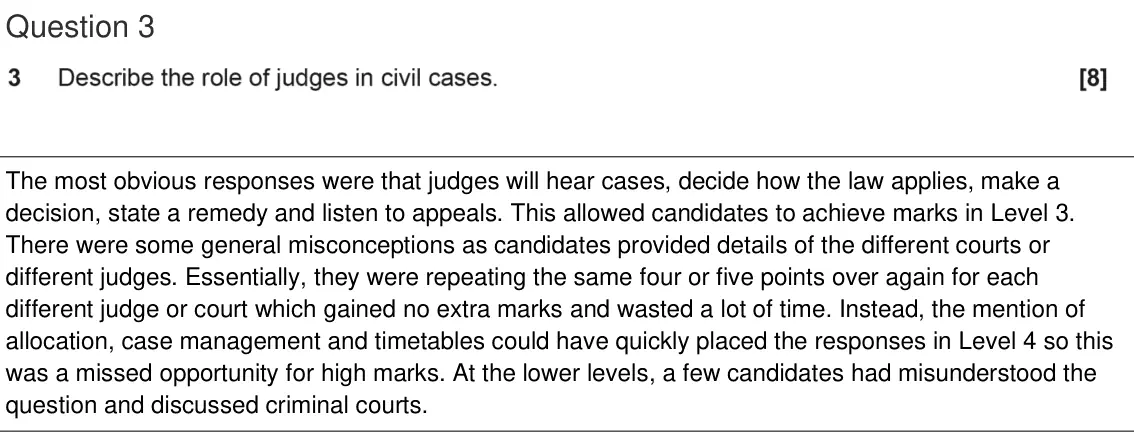 Question 3
3 Describe the role of judges in civil cases. [8]
The most obvious responses were that judges will hear cases, decide how the law applies, make a
decision, state a remedy and listen to appeals. This allowed candidates to achieve marks in Level 3.
There were some general misconceptions as candidates provided details of the different courts or
different judges. Essentially, they were repeating the same four or five points over again for each
different judge or court which gained no extra marks and wasted a lot of time. Instead, the mention of
allocation, case management and timetables could have quickly placed the responses in Level 4 so this
was a missed opportunity for high marks. At the lower levels, a few candidates had misunderstood the
question and discussed criminal courts.